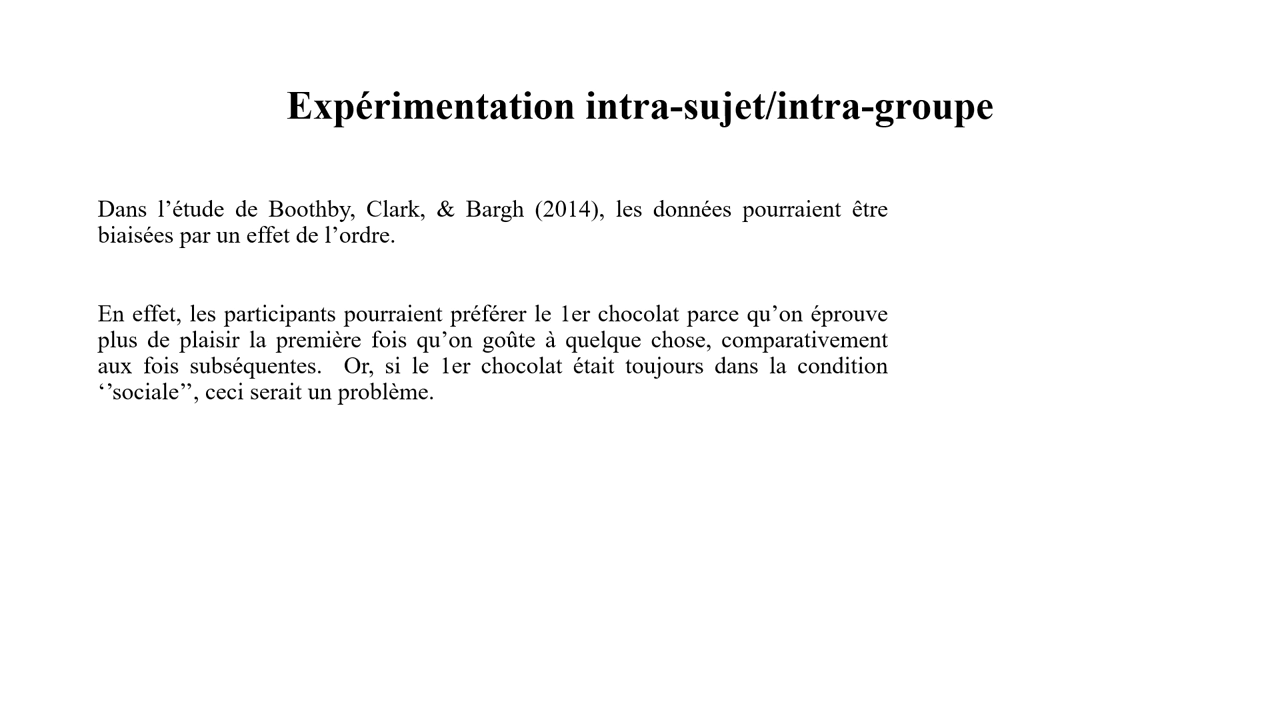 Expérimentation intra-sujet/intra-groupe
Dans l’étude de Boothby, Clark, & Bargh (2014), les données pourraient être
biaisées par un effet de l’ordre.
En effet, les participants pourraient préférer le 1er chocolat parce qu’on éprouve
plus de plaisir la première fois qu’on goûte à quelque chose, comparativement
aux fois subséquentes.  Or, si le 1er chocolat était toujours dans la condition
‘’sociale’’, ceci serait un problème.